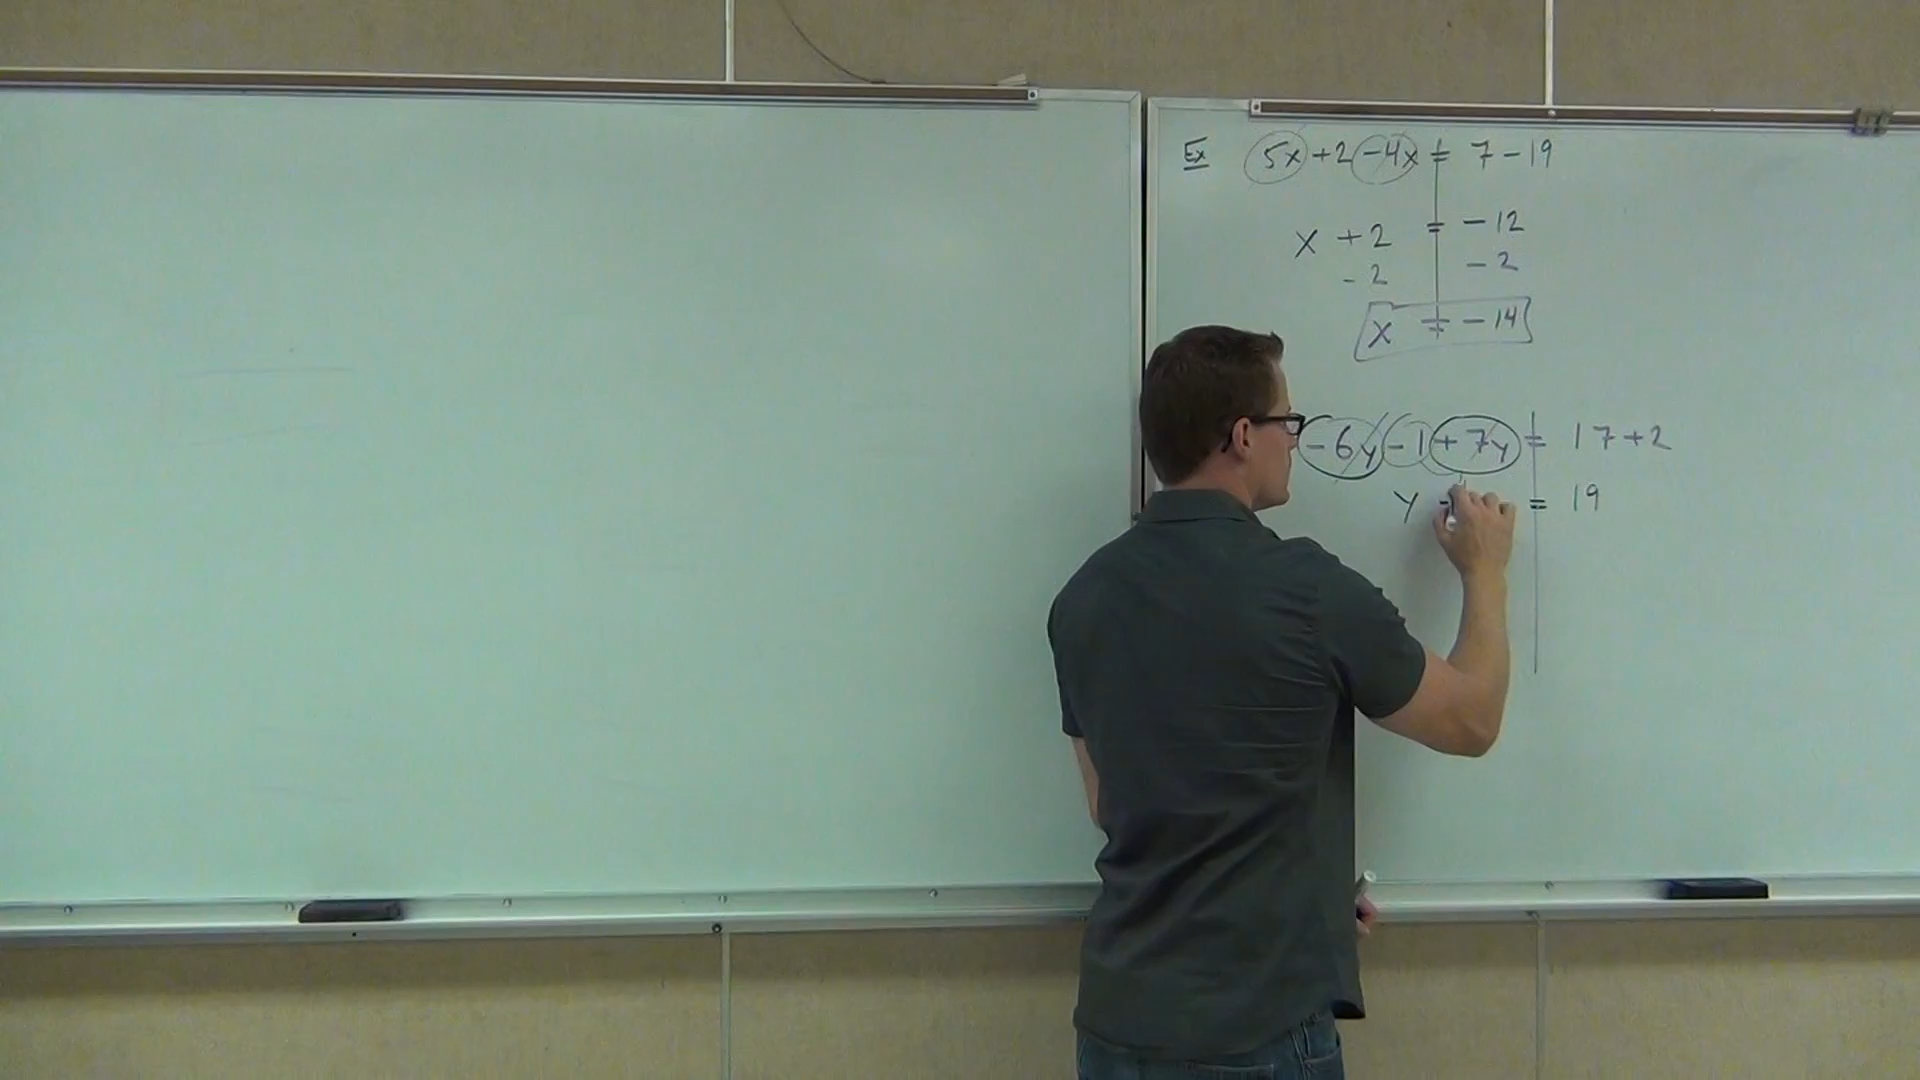 Ex 5x + 2 - 4x = 7 - 19
x + 2 = - 12
- 2 - 2
x = - 14
- 6y - 1 + 7y = 17 + 2
y - = 19